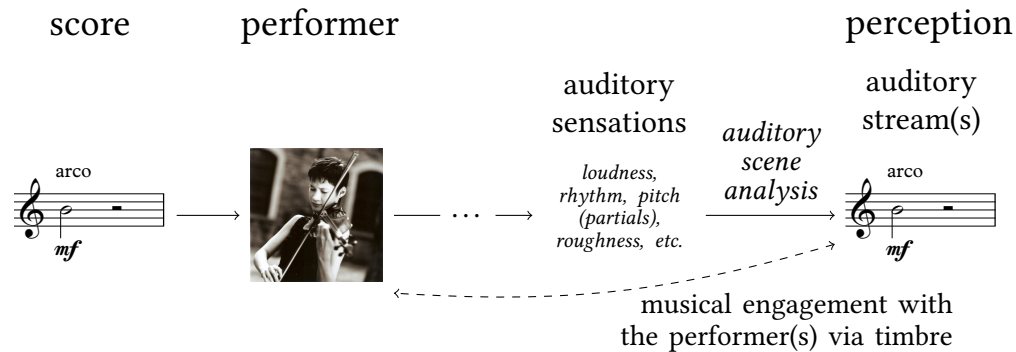 score
performer
perception
auditory
sensations
auditory
stream(s)
auditory
scene
analysis
arco
mf
loudness,
rhythm, pitch
(partials),
roughness, etc.
...
arco
mf
musical engagement with
the performer(s) via timbre